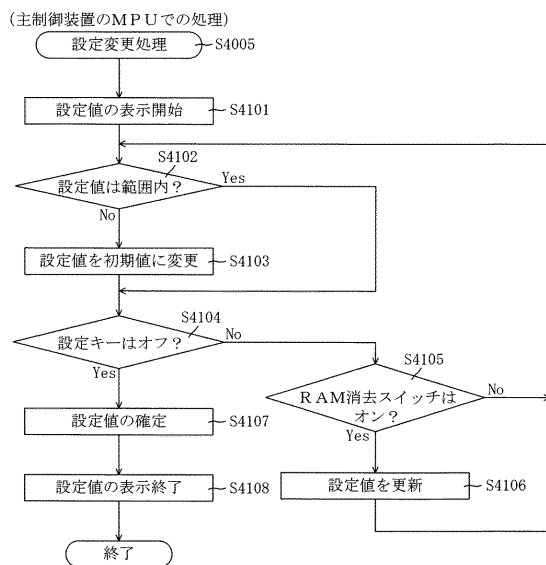 (主制御装置のMPUでの処理)
設定変更処理 S4005
設定値の表示開始 S4101
S4102
設定値は範囲内？ Yes
No
設定値を初期値に変更 S4103
S4104
設定キーはオフ？ No
Yes
S4105
RAM消去スイッチは
オン？ No
Yes
設定値の確定 S4107
設定値を更新 S4106
設定値の表示終了 S4108
終了